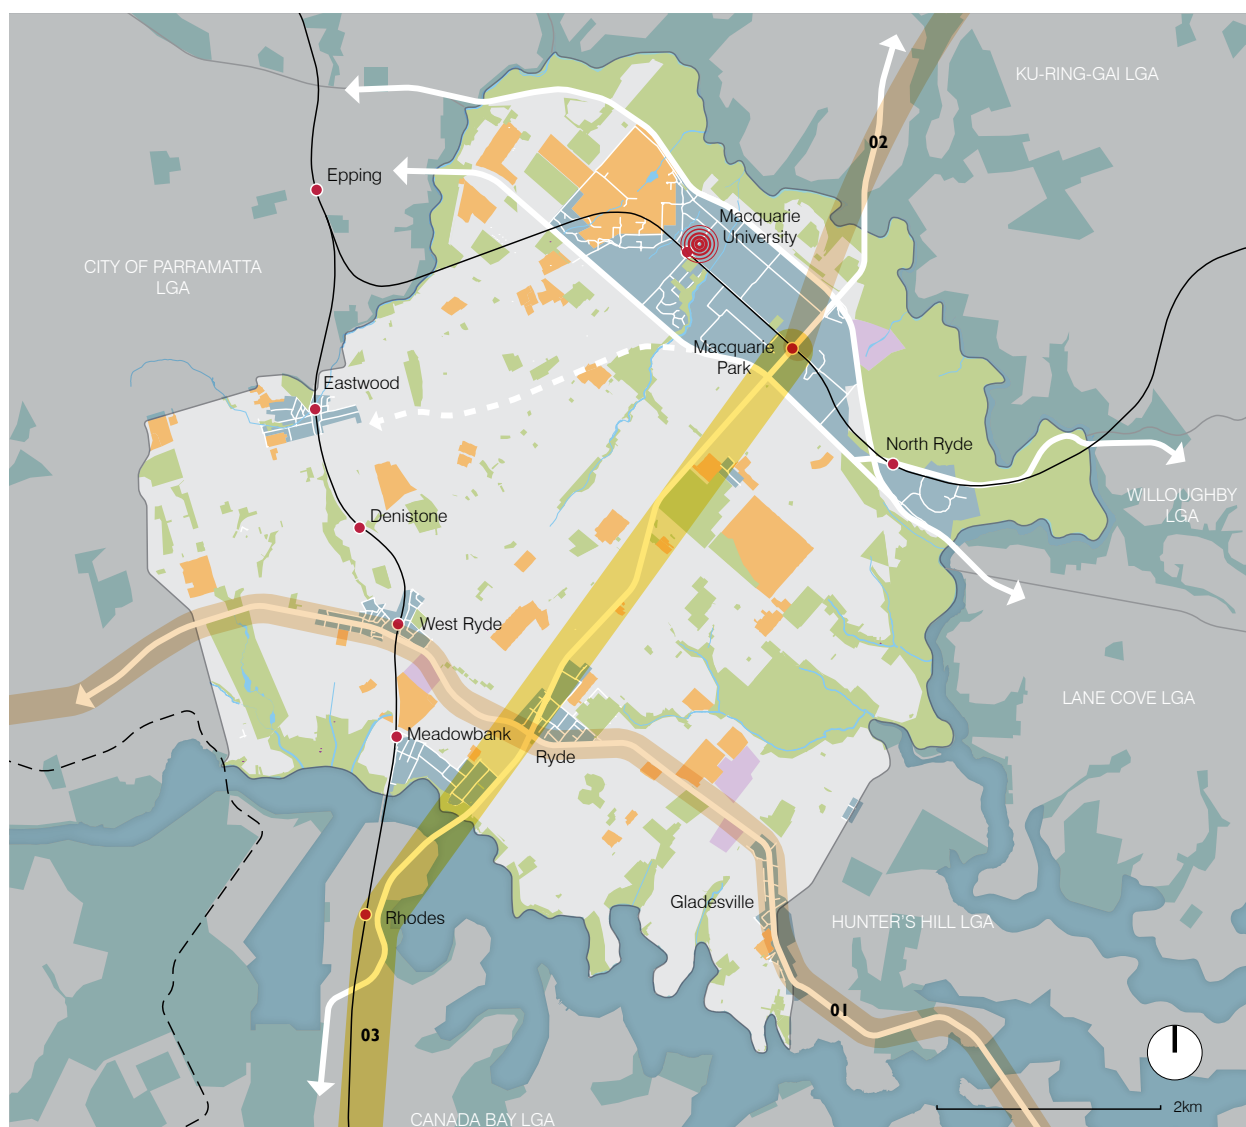 KU-RING-GAI LGA
02
Epping
Macquarie
University
CITY OF PARRAMATTA
LGA
Macquarie
Park
Eastwood
North Ryde
WILLOUGHBY
LGA
Denistone
West Ryde
LANE COVE LGA
Meadowbank
Ryde
Gladesville
Rhodes
HUNTER'S HILL LGA
01
03
2km
CANADA BAY LGA